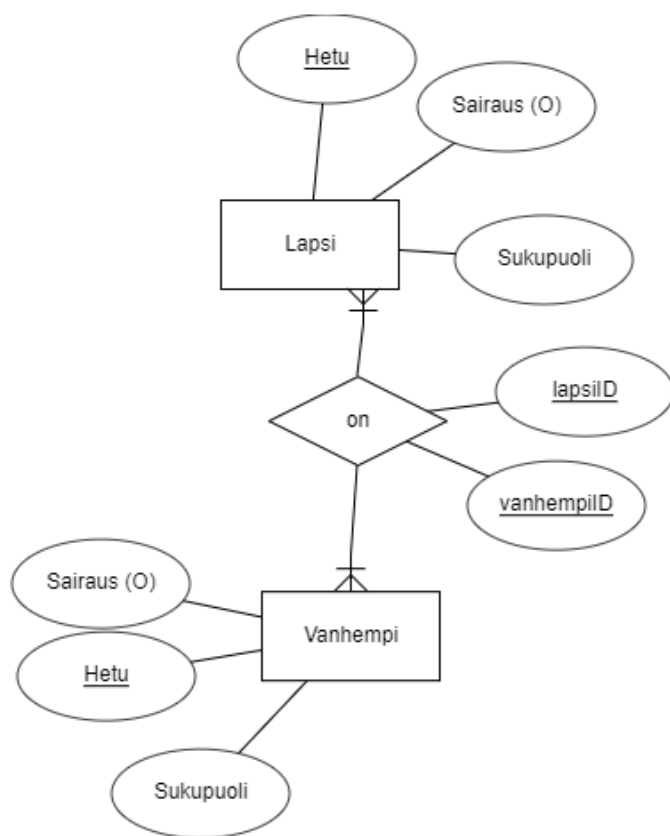 Hetu
Sairaus (O)
Lapsi
Sukupuoli
lapsiID
on
vanhempiID
Sairaus (O)
Vanhempi
Hetu
Sukupuoli